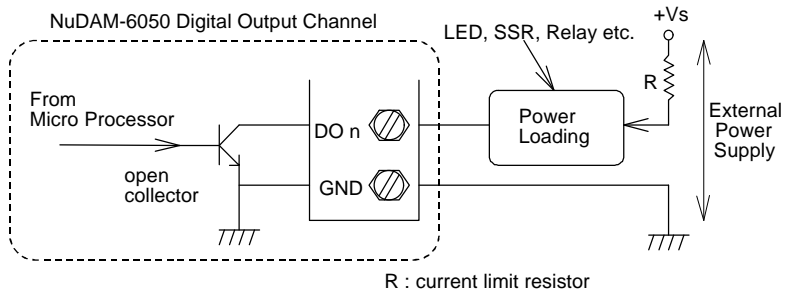 NuDAM-6050 Digital Output Channel
+Vs
LED, SSR, Relay etc.
R
From
Micro Processor
DO n
Power
Loading
External
Power
Supply
open
collector
GND
R : current limit resistor